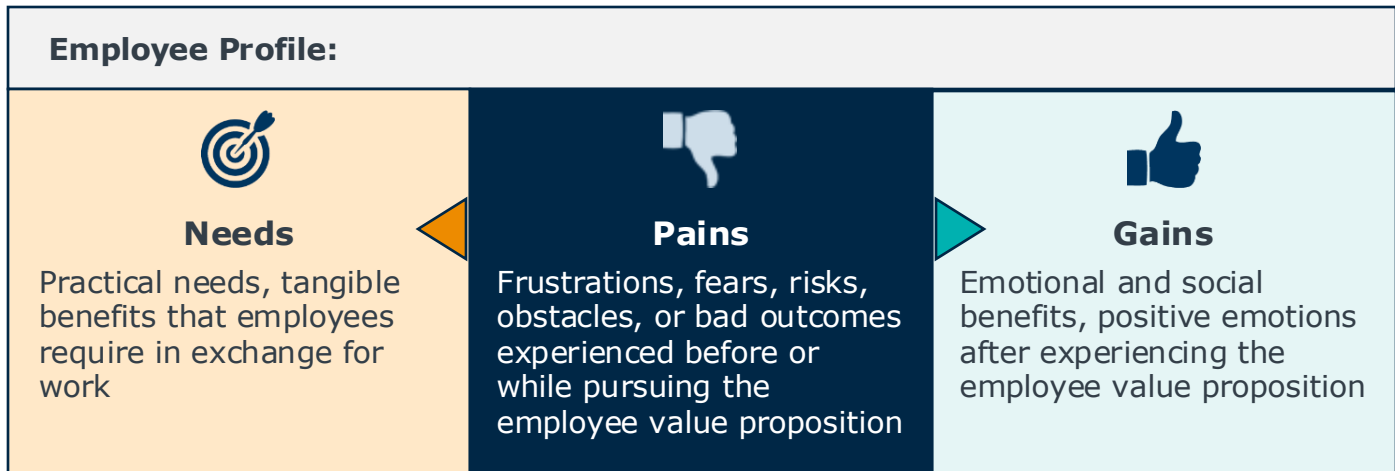 Employee Profile:
Needs
Practical needs, tangible
benefits that employees
require in exchange for
work
Pains
Frustrations, fears, risks,
obstacles, or bad outcomes
experienced before or
while pursuing the
employee value proposition
Gains
Emotional and social
benefits, positive emotions
after experiencing the
employee value proposition